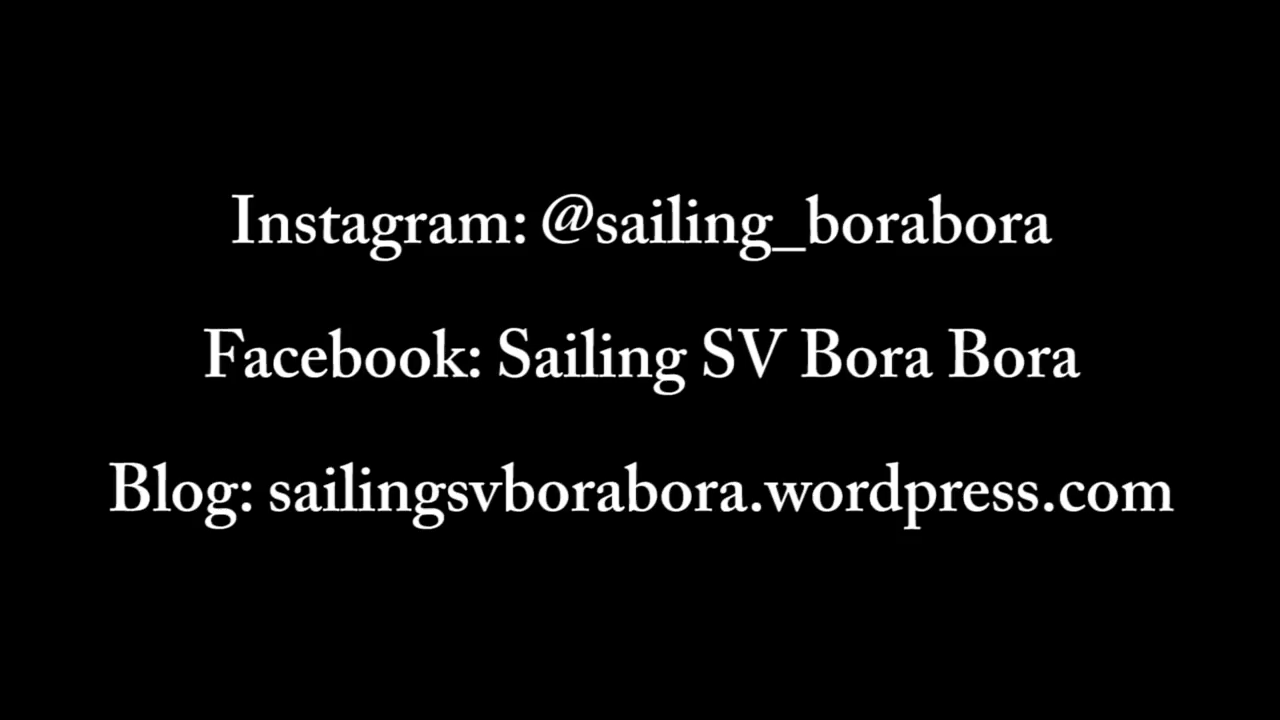 Instagram: @sailing_borabora
Facebook: Sailing SV Bora Bora
Blog: sailingsvborabora.wordpress.com